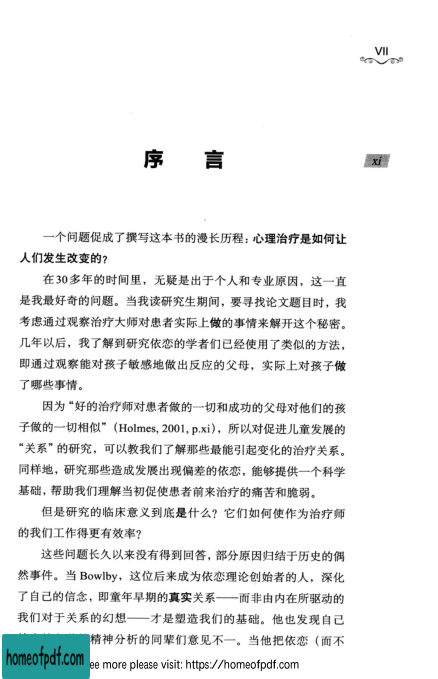 VII
序 言
xi
一个问题促成了撰写这本书的漫长历程：心理治疗是如何让
人们发生改变的？
在30多年的时间里，无疑是出于个人和专业原因，这一直
是我最好奇的问题。当我读研究生期间，要寻找论文题目时，我
考虑通过观察治疗大师对患者实际上做的事情来解开这个秘密。
几年以后，我了解到研究依恋的学者们已经使用了类似的方法，
即通过观察能对孩子敏感地做出反应的父母，实际上对孩子做
了哪些事情。
因为“好的治疗师对患者做的一切和成功的父母对他们的孩
子做的一切相似”（Holmes, 2001, p.xi），所以对促进儿童发展的
“关系”的研究，可以教我们了解那些最能引起变化的治疗关系。
同样地，研究那些造成发展出现偏差的依恋，能够提供一个科学
基础，帮助我们理解当初促使患者前来治疗的痛苦和脆弱。
但是研究的临床意义到底是什么？它们如何使作为治疗师
的我们工作得更有效率？
这些问题长久以来没有得到回答，部分原因归结于历史的偶
然事件。当 Bowlby，这位后来成为依恋理论创始者的人，深化
了自己的信念，即童年早期的真实关系——而非由内在所驱动的
我们对于关系的幻想——才是塑造我们的基础。他也发现自己
精神分析的同辈们意见不一。当他把依恋（而不
homeofpdf.com
ee more please visit: https://homeofpdf.com